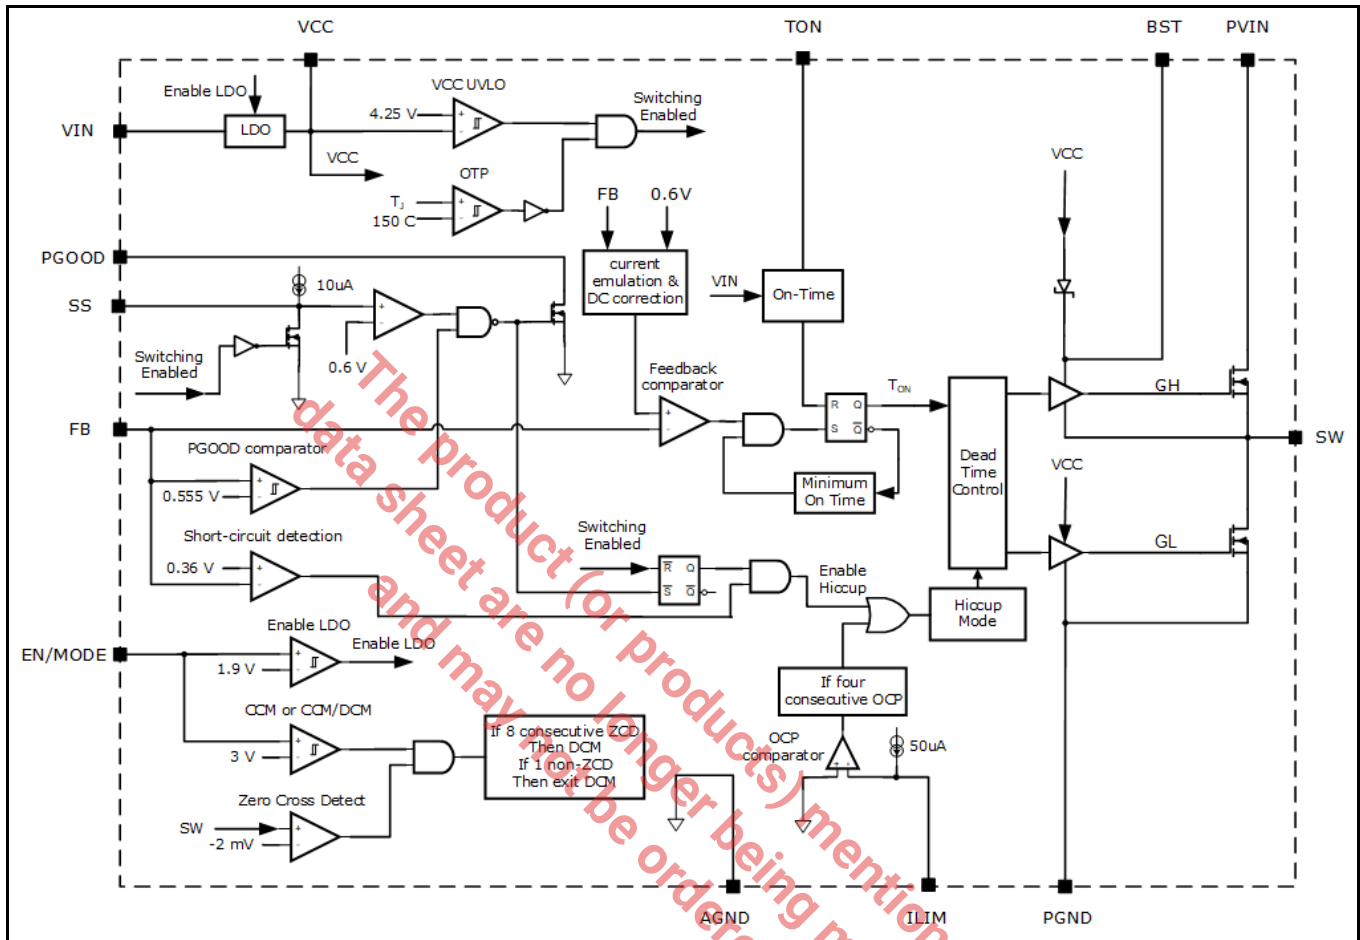 VCC
TON
BST
PVIN
Enable LDO
VCC UVLO
4.25 V
+
-
Switching
Enabled
VIN
LDO
VCC
OTP
TJ
150 C
+
-
FB
0.6V
PGOOD
current
emulation &
DC correction
VIN
On-Time
VCC
SS
10uA
+
-
0.6 V
Switching
Enabled
Feedback
comparator
+
-
R Q
S Q
TON
GH
FB
SW
PGOOD comparator
+
-
0.555 V
Minimum
On Time
Dead
Time
Control
VCC
Short-circuit detection
0.36 V
+
-
Switching
Enabled
R Q
S Q
GL
Enable
Hiccup
Hiccup
Mode
Enable LDO
EN/MODE
+
-
Enable LDO
1.9 V
If four
consecutive OCP
CCM or CCM/DCM
+
-
3 V
If 8 consecutive ZCD
Then DCM
If 1 non-ZCD
Then exit DCM
OCP
comparator
+ -
50uA
Zero Cross Detect
SW
-2 mV
+
-
AGND
ILIM
PGND
The product (or products) mention
data sheet are no longer being m
and may not be ordere